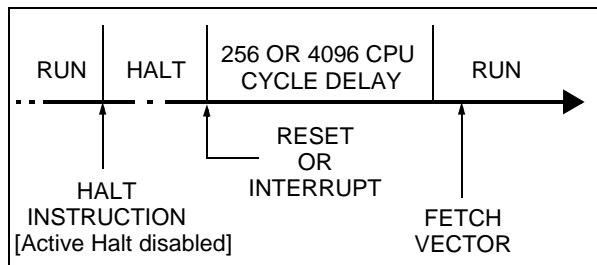 RUN
HALT
256 OR 4096 CPU
CYCLE DELAY
RUN
RESET
OR
INTERRUPT
HALT
INSTRUCTION
[Active Halt disabled]
FETCH
VECTOR